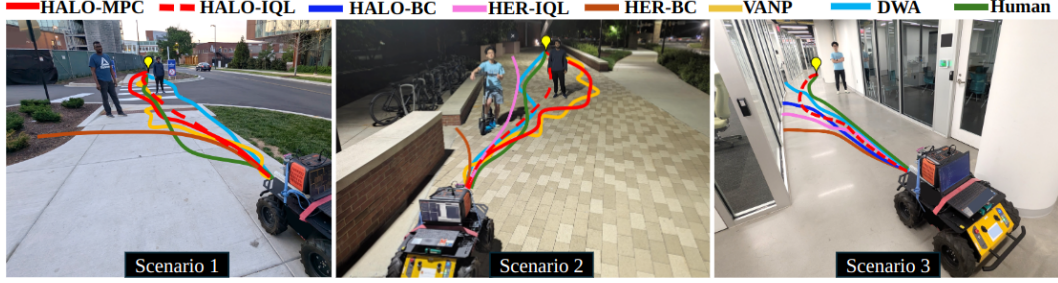 HALO-MPC HALO-IQL HALO-BC HER-IQL HER-BC VANP DWA Human
Scenario 1 Scenario 2 Scenario 3